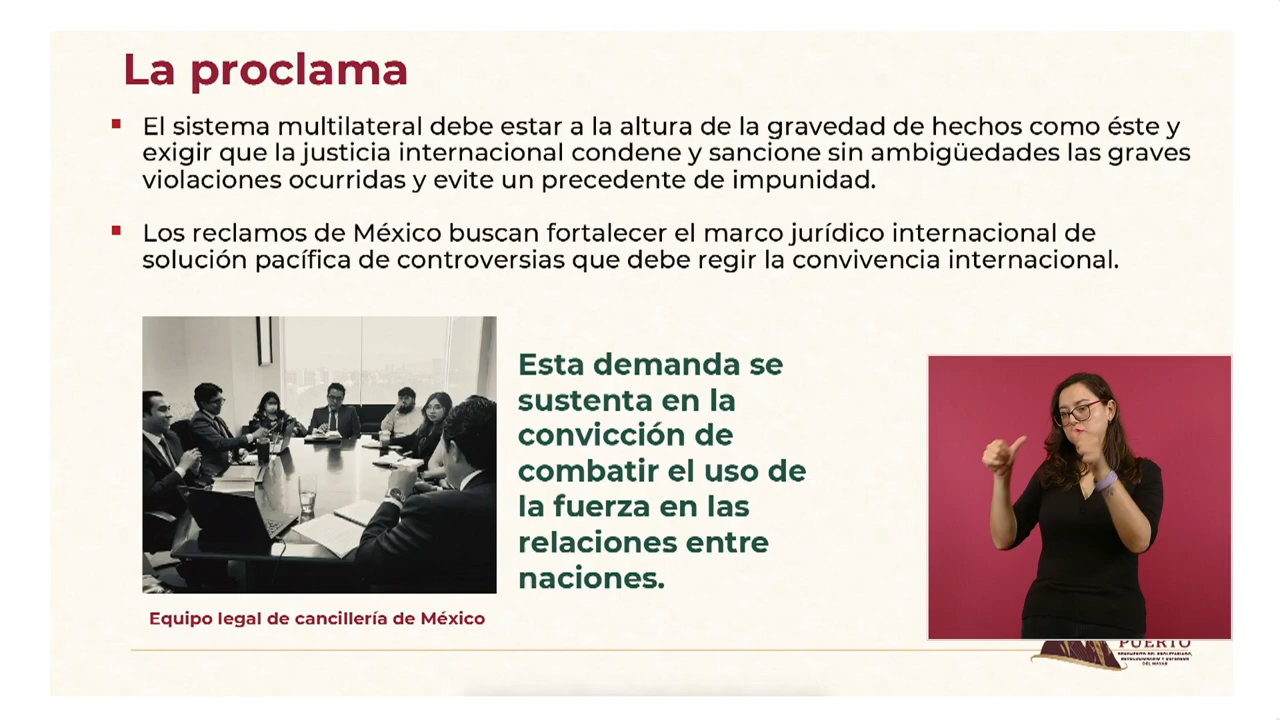 La proclama
El sistema multilateral debe estar a la altura de la gravedad de hechos como éste y
exigir que la justicia internacional condene y sancione sin ambigüedades las graves
violaciones ocurridas y evite un precedente de impunidad.
Los reclamos de México buscan fortalecer el marco jurídico internacional de
solución pacífica de controversias que debe regir la convivencia internacional.
Esta demanda se
sustenta en la
convicción de
combatir el uso de
la fuerza en las
relaciones entre
naciones.
Equipo legal de cancillería de México
PUERTO
DEL MAYAB